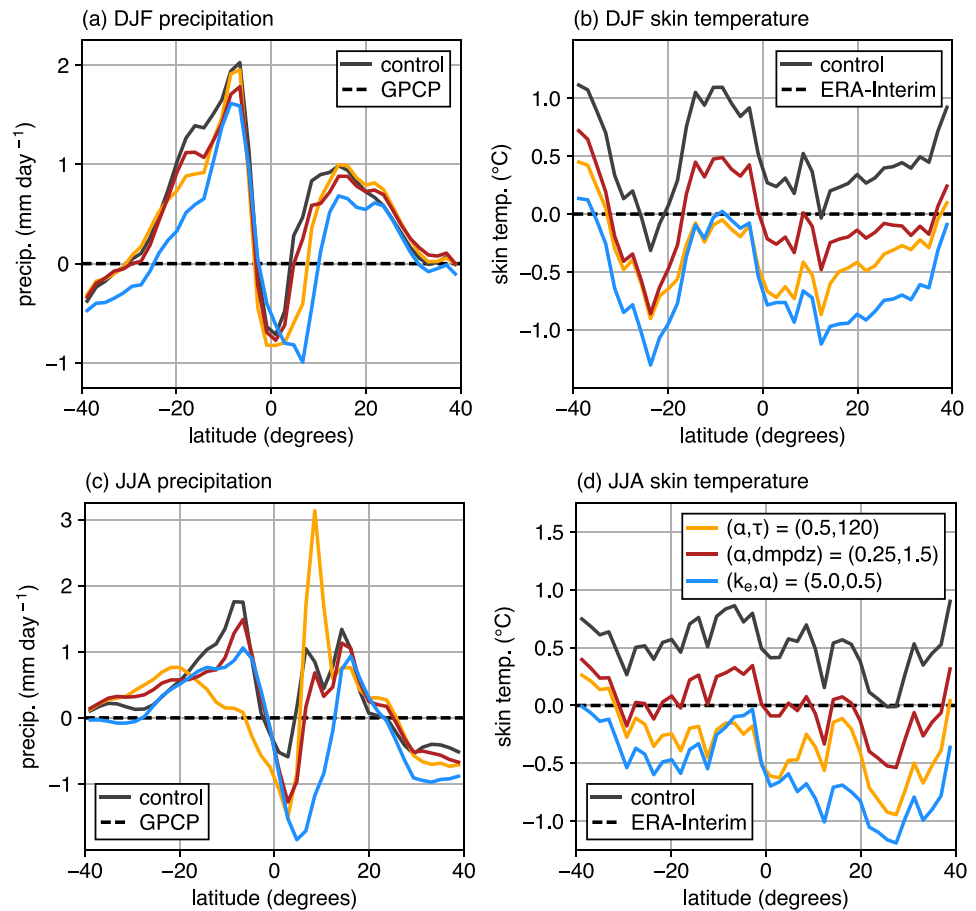 (a) DJF precipitation
precip. (mm day −1)
2
1
0
−1
control
GPCP
−40
−20
0
20
40
latitude (degrees)
(b) DJF skin temperature
skin temp. (°C)
1.0
0.5
0.0
−0.5
−1.0
control
ERA-Interim
−40
−20
0
20
40
latitude (degrees)
(c) JJA precipitation
precip. (mm day −1)
3
2
1
0
−1
control
GPCP
−40
−20
0
20
40
latitude (degrees)
(d) JJA skin temperature
skin temp. (°C)
1.5
1.0
0.5
0.0
−0.5
−1.0
(α,τ) = (0.5,120)
(α,dmpdz) = (0.25,1.5)
(kₑ,α) = (5.0,0.5)
control
ERA-Interim
−40
−20
0
20
40
latitude (degrees)